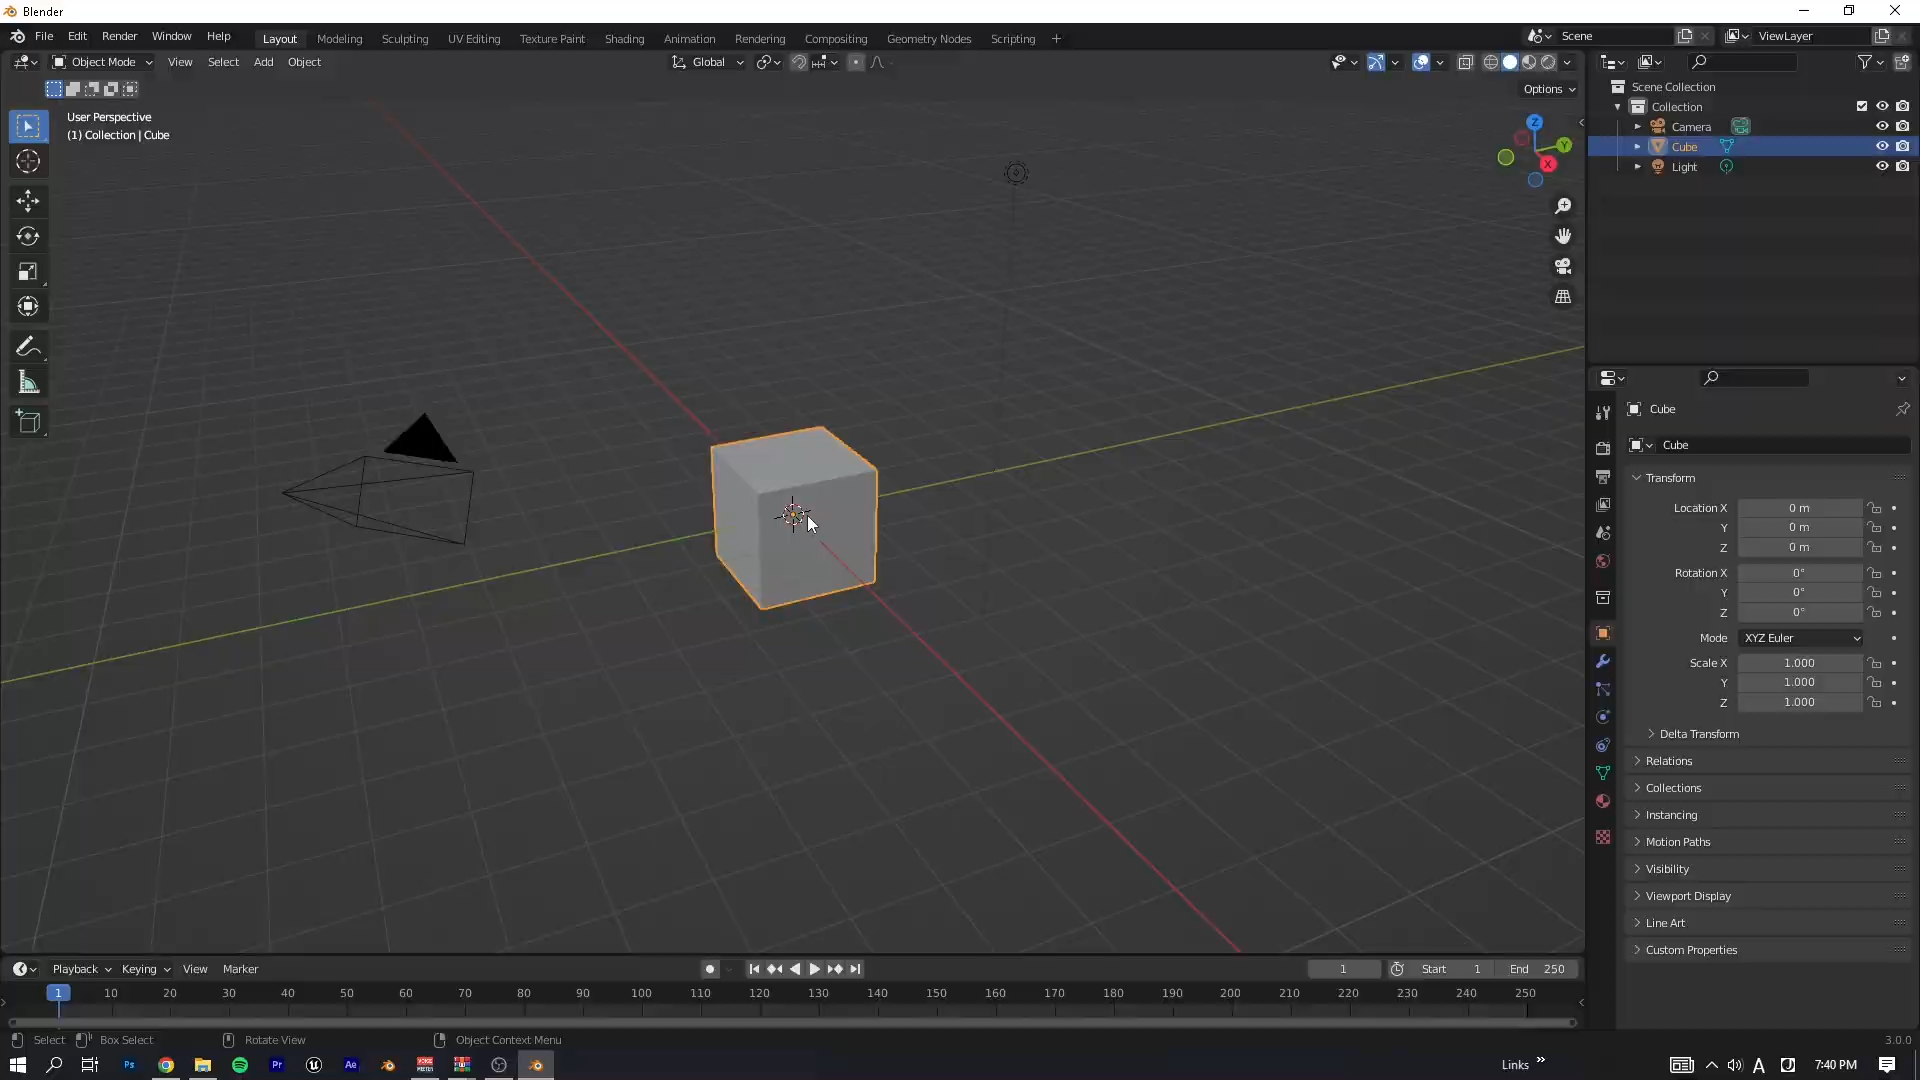 Blender
File Edit Render Window Help Layout Modeling Sculpting UV Editing Texture Paint Shading Animation Rendering Compositing Geometry Nodes Scripting + Scene ViewLayer
Object Mode View Select Add Object Global
Options
User Perspective
(1) Collection | Cube
Z
Y
X
Scene Collection
Collection
Camera
Cube
Light
Cube
Cube
Transform
Location X 0 m
Y 0 m
Z 0 m
Rotation X 0°
Y 0°
Z 0°
Mode XYZ Euler
Scale X 1.000
Y 1.000
Z 1.000
Delta Transform
Relations
Collections
Instancing
Motion Paths
Visibility
Viewport Display
Line Art
Custom Properties
Playback Keying View Marker 1 Start 1 End 250
1 10 20 30 40 50 60 70 80 90 100 110 120 130 140 150 160 170 180 190 200 210 220 230 240 250
Select Box Select Rotate View Object Context Menu 3.0.0
Ps Pr Ae Links » A 7:40 PM